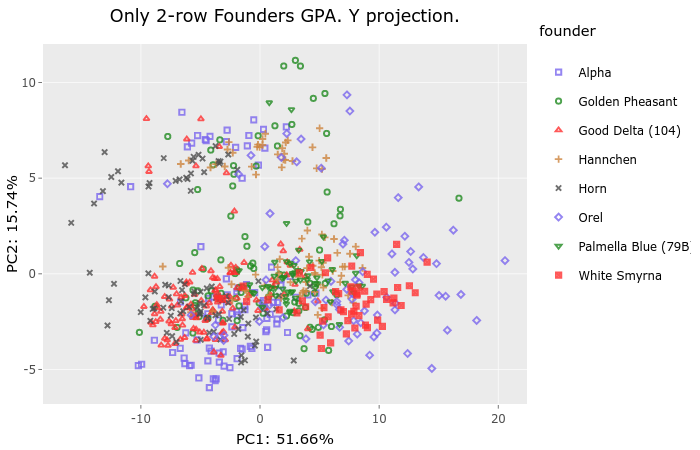 Only 2-row Founders GPA. Y projection.
founder
Alpha
Golden Pheasant
Good Delta (104)
Hannchen
Horn
Orel
Palmella Blue (79B)
White Smyrna
PC2: 15.74%
10
5
0
-5
-10
0
10
20
PC1: 51.66%